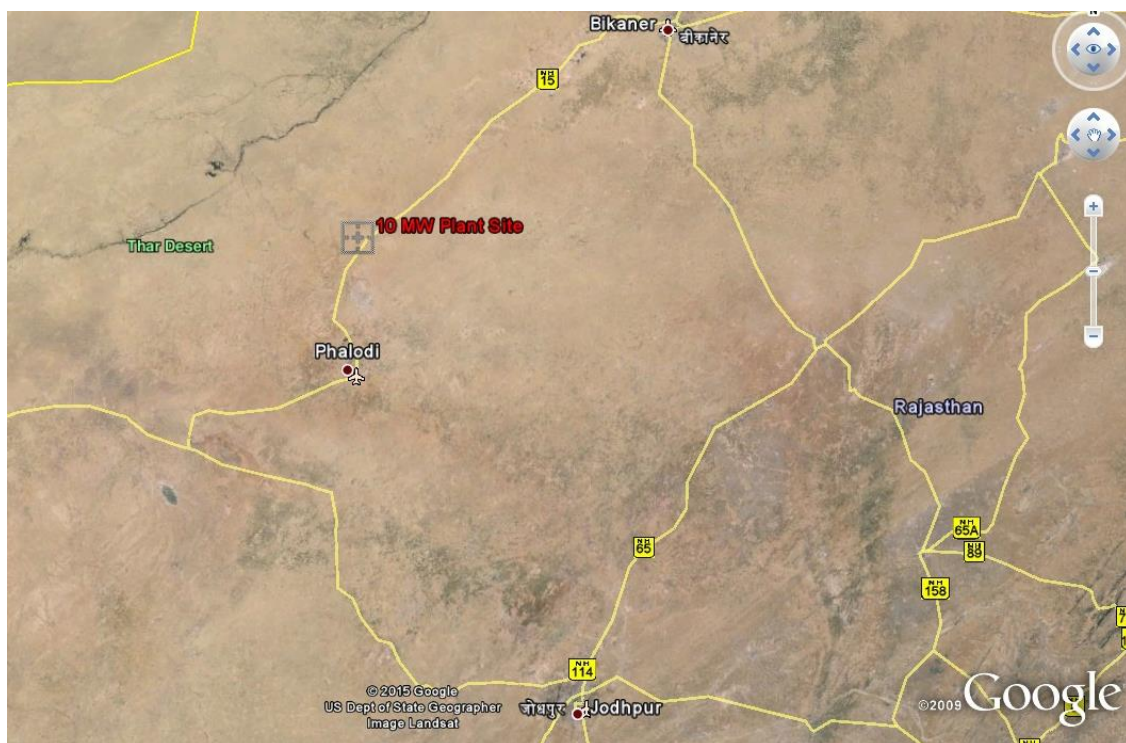 N
Bikaner
बीकानेर
NH
15
10 MW Plant Site
Thar Desert
Phalodi
Rajasthan
NH
65A
NH
65
NH
89
NH
158
NH
114
© 2015 Google
US Dept of State Geographer
Image Landsat
जोधपुर
Jodhpur
©2009 Google